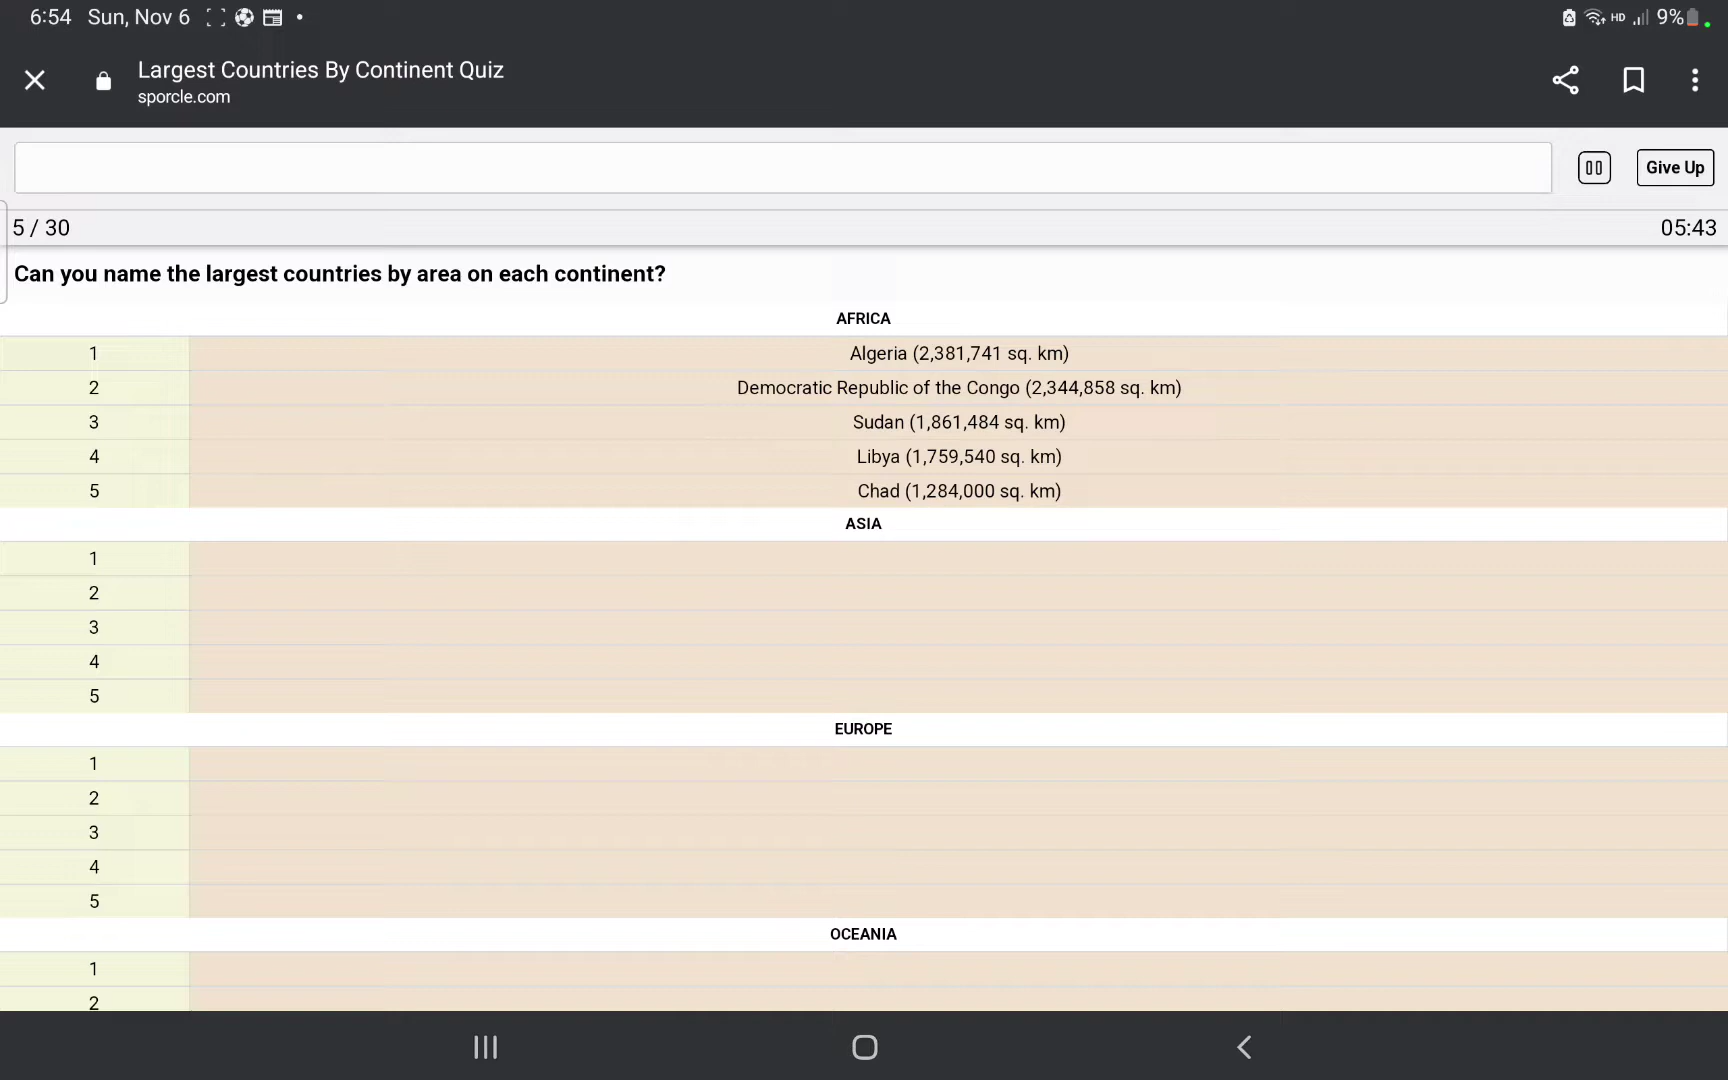 6:54 Sun, Nov 6 HD 9%
Largest Countries By Continent Quiz
sporcle.com
Give Up
5 / 30 05:43
Can you name the largest countries by area on each continent?
AFRICA
1 Algeria (2,381,741 sq. km)
2 Democratic Republic of the Congo (2,344,858 sq. km)
3 Sudan (1,861,484 sq. km)
4 Libya (1,759,540 sq. km)
5 Chad (1,284,000 sq. km)
ASIA
1
2
3
4
5
EUROPE
1
2
3
4
5
OCEANIA
1
2